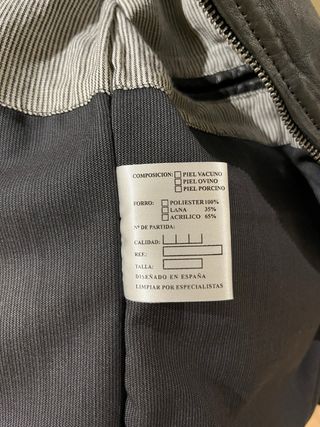 COMPOSICION: PIEL VACUNO
PIEL OVINO
PIEL PORCINO
FORRO: POLIESTER 100%
LANA 35%
ACRILICO 65%
Nº DE PARTIDA:
CALIDAD:
REF.:
TALLA:
DISEÑADO EN ESPAÑA
LIMPIAR POR ESPECIALISTAS